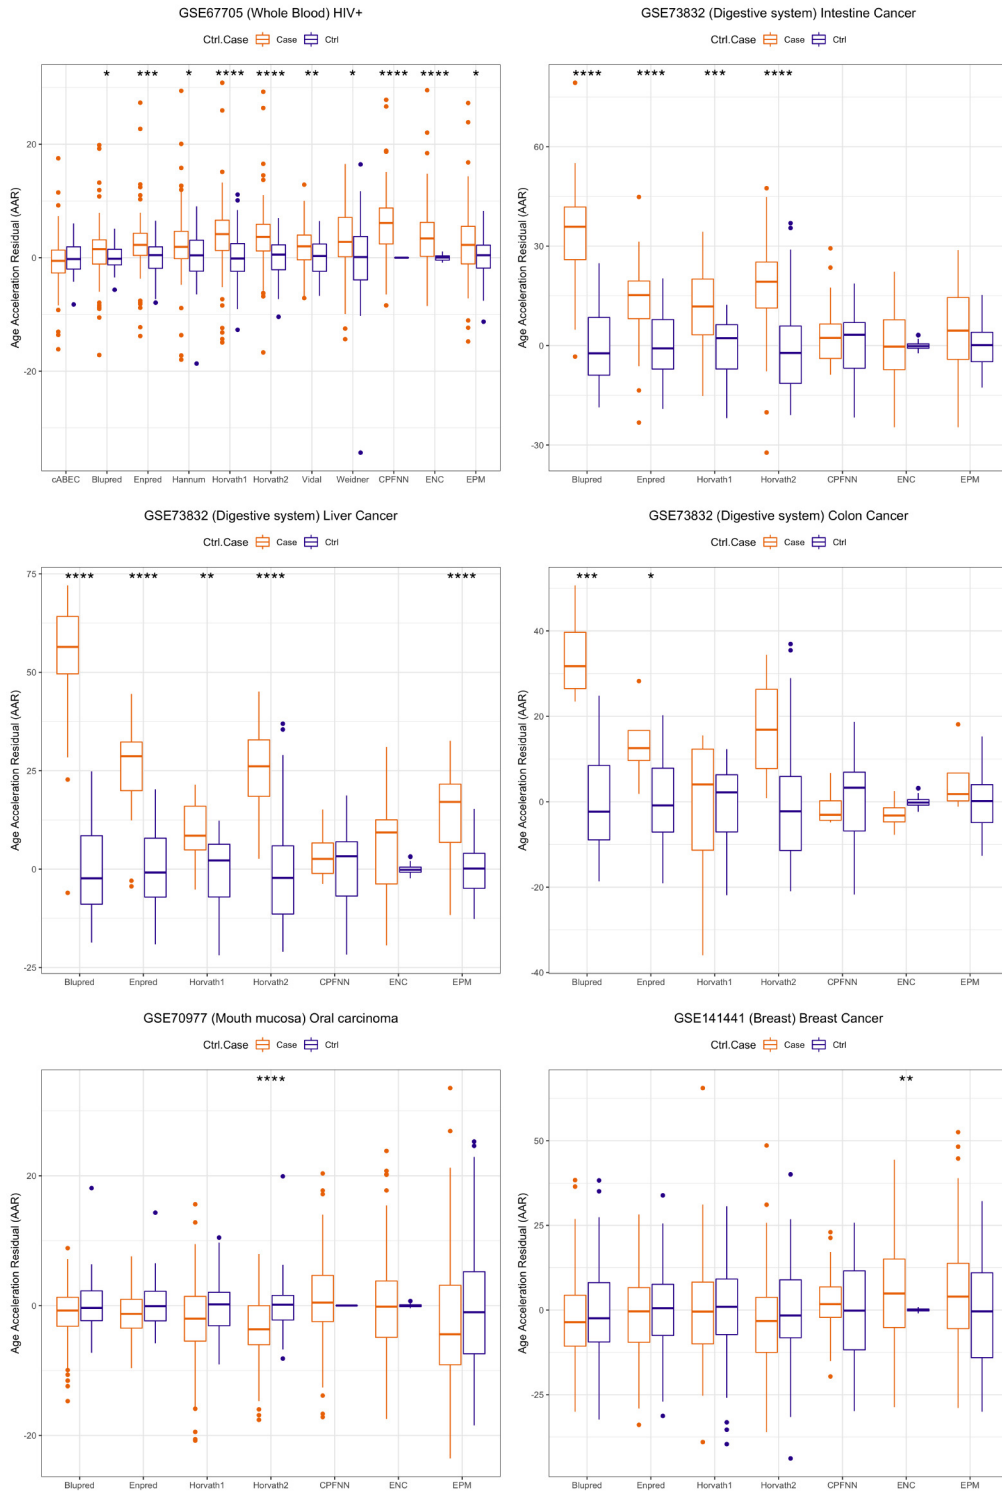 GSE67705 (Whole Blood) HIV+
Ctrl.Case Case Ctrl
* *** * **** **** ** * **** **** *
20
0
-20
Age Acceleration Residual (AAR)
cABEC Blupred Enpred Hannum Horvath1 Horvath2 Vidal Weidner CPFNN ENC EPM
GSE73832 (Digestive system) Intestine Cancer
Ctrl.Case Case Ctrl
**** **** *** ****
60
30
0
-30
Age Acceleration Residual (AAR)
Blupred Enpred Horvath1 Horvath2 CPFNN ENC EPM
GSE73832 (Digestive system) Liver Cancer
Ctrl.Case Case Ctrl
**** **** ** **** ****
75
50
25
0
-25
Age Acceleration Residual (AAR)
Blupred Enpred Horvath1 Horvath2 CPFNN ENC EPM
GSE73832 (Digestive system) Colon Cancer
Ctrl.Case Case Ctrl
*** *
40
20
0
-20
-40
Age Acceleration Residual (AAR)
Blupred Enpred Horvath1 Horvath2 CPFNN ENC EPM
GSE70977 (Mouth mucosa) Oral carcinoma
Ctrl.Case Case Ctrl
****
20
0
-20
Age Acceleration Residual (AAR)
Blupred Enpred Horvath1 Horvath2 CPFNN ENC EPM
GSE141441 (Breast) Breast Cancer
Ctrl.Case Case Ctrl
**
50
25
0
-25
Age Acceleration Residual (AAR)
Blupred Enpred Horvath1 Horvath2 CPFNN ENC EPM